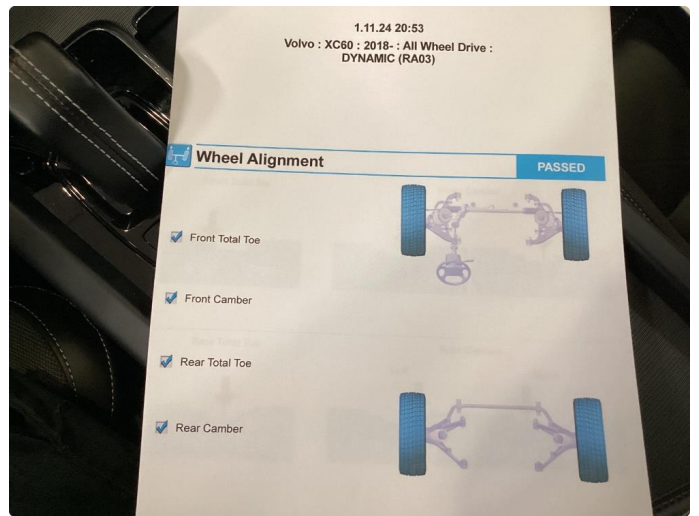 1.11.24 20:53
Volvo : XC60 : 2018- : All Wheel Drive :
DYNAMIC (RA03)
Wheel Alignment
PASSED
Front Total Toe
Front Camber
Rear Total Toe
Rear Camber